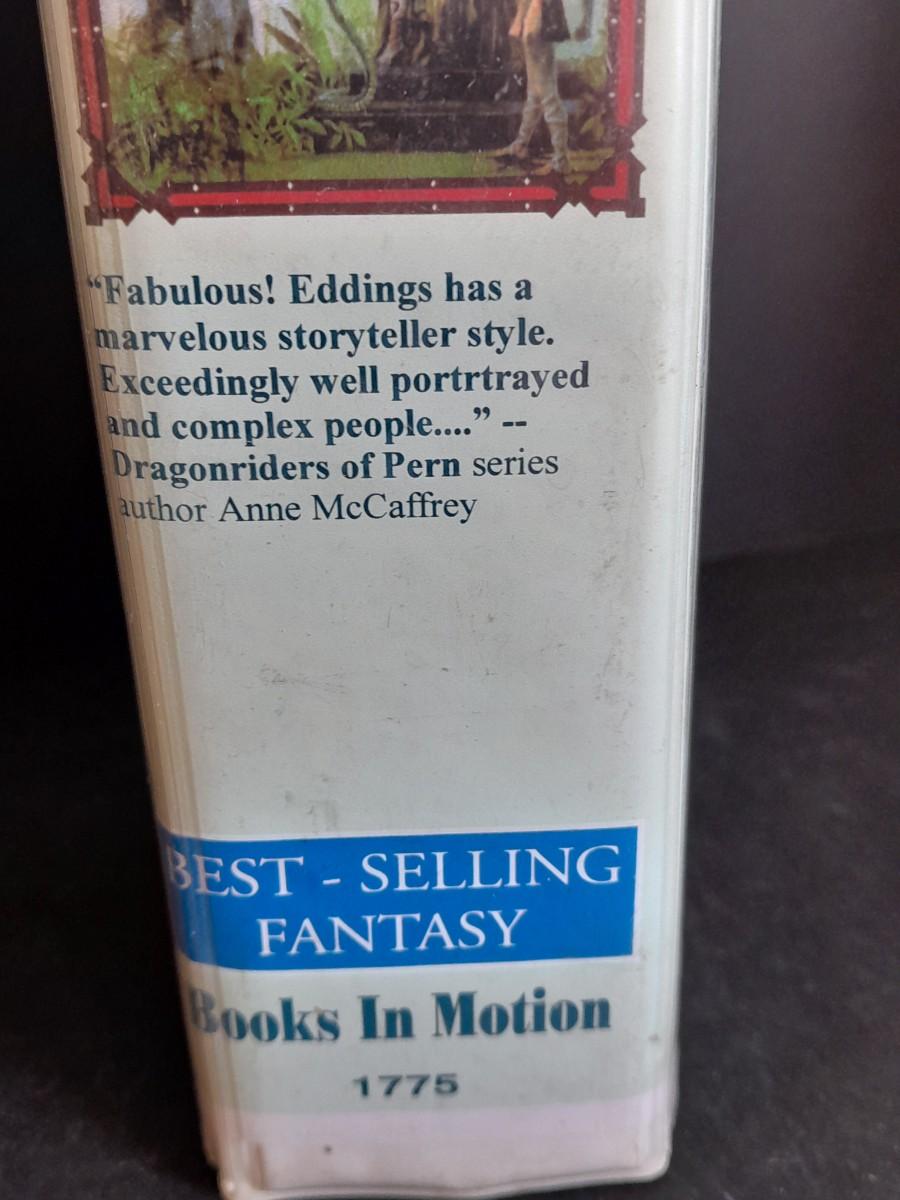 “Fabulous! Eddings has a
marvelous storyteller style.
Exceedingly well portrtrayed
and complex people....” --
Dragonriders of Pern series
author Anne McCaffrey
BEST - SELLING
FANTASY
Books In Motion
1775